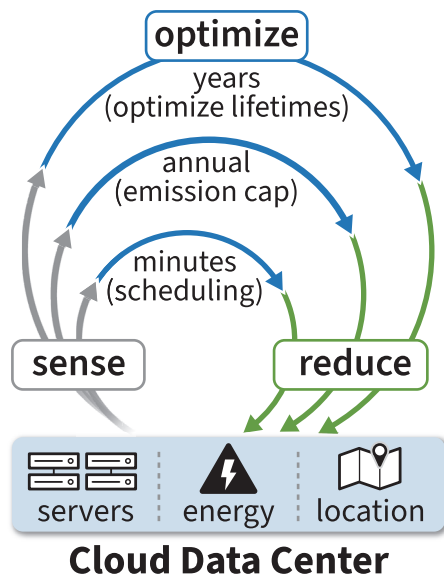 optimize
years
(optimize lifetimes)
annual
(emission cap)
minutes
(scheduling)
sense
reduce
servers
energy
location
Cloud Data Center